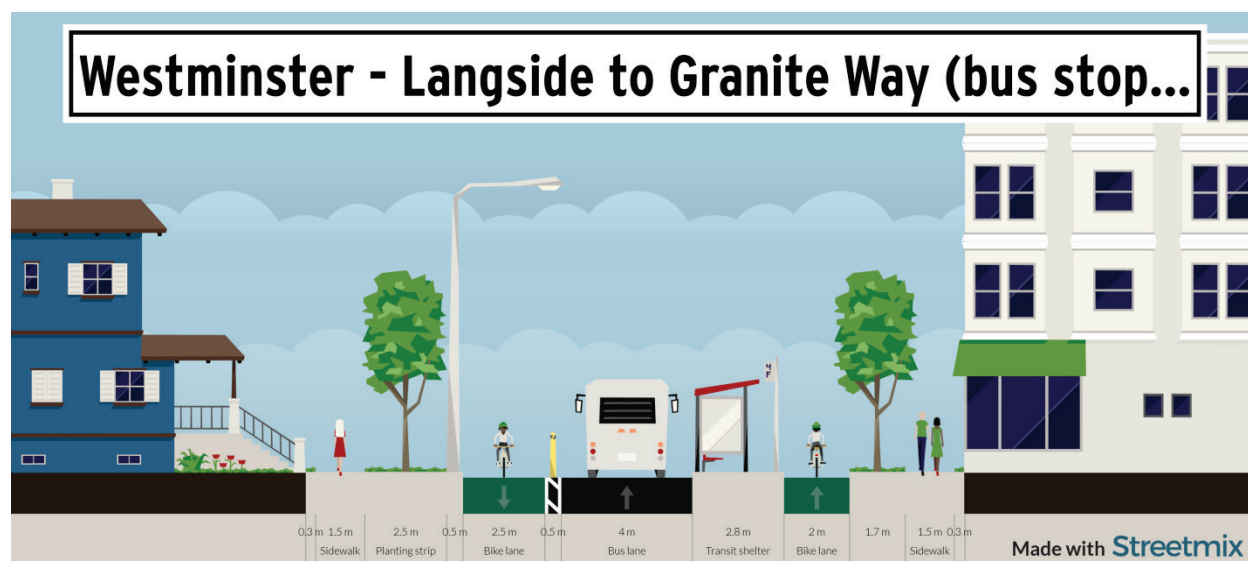 Westminster - Langside to Granite Way (bus stop...
4
F
0.3 m 1.5 m 2.5 m 0.5 m 2.5 m 0.5 m 4 m 2.8 m 2 m 1.7 m 1.5 m 0.3 m
Sidewalk Planting strip Bike lane Bus lane Transit shelter Bike lane Sidewalk
Made with Streetmix